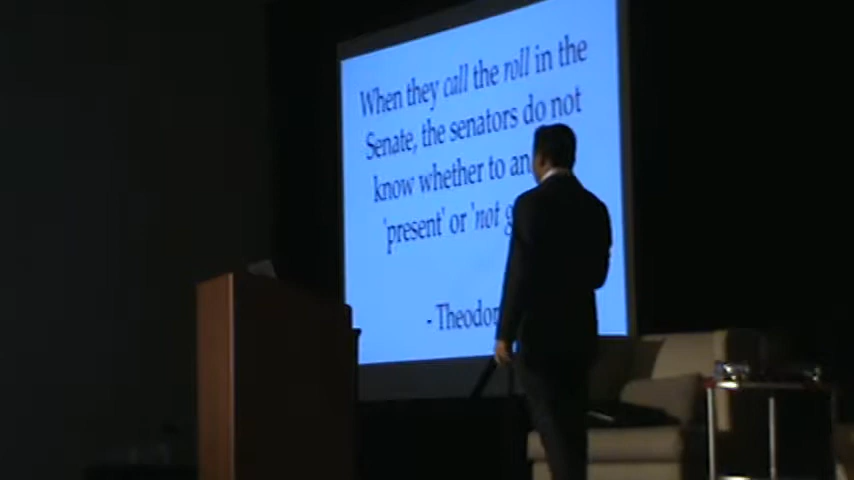 When they call the roll in the
Senate, the senators do not
know whether to an
'present' or 'not g
- Theodor